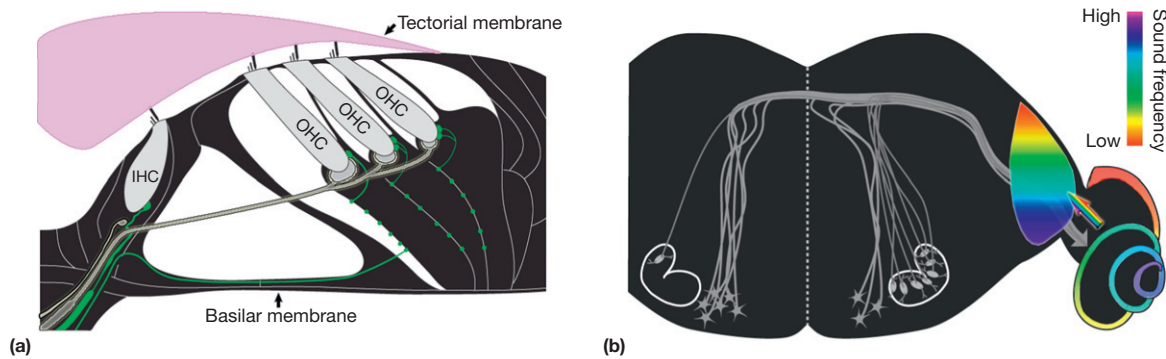 Tectorial membrane
OHC
OHC
OHC
IHC
Basilar membrane
(a)
High
Low
Sound frequency
(b)